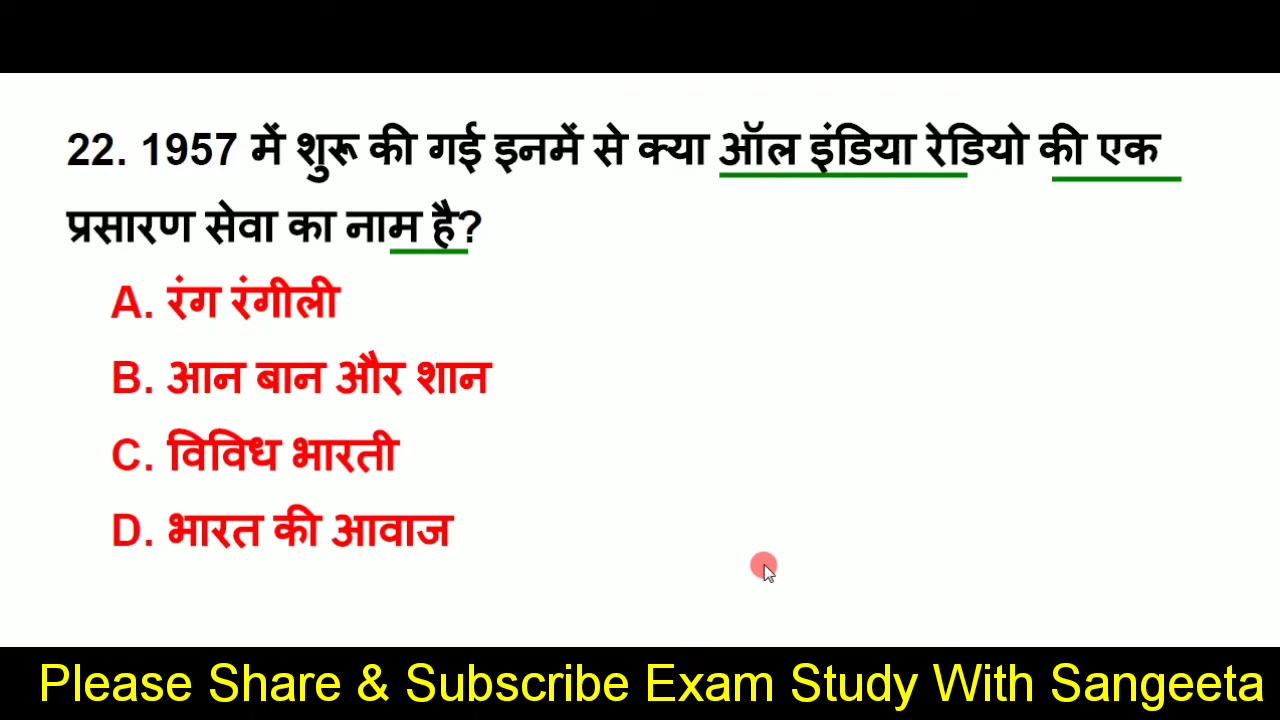 22. 1957 में शुरू की गई इनमें से क्या ऑल इंडिया रेडियो की एक
प्रसारण सेवा का नाम है?
A. रंग रंगीली
B. आन बान और शान
C. विविध भारती
D. भारत की आवाज
Please Share & Subscribe Exam Study With Sangeeta